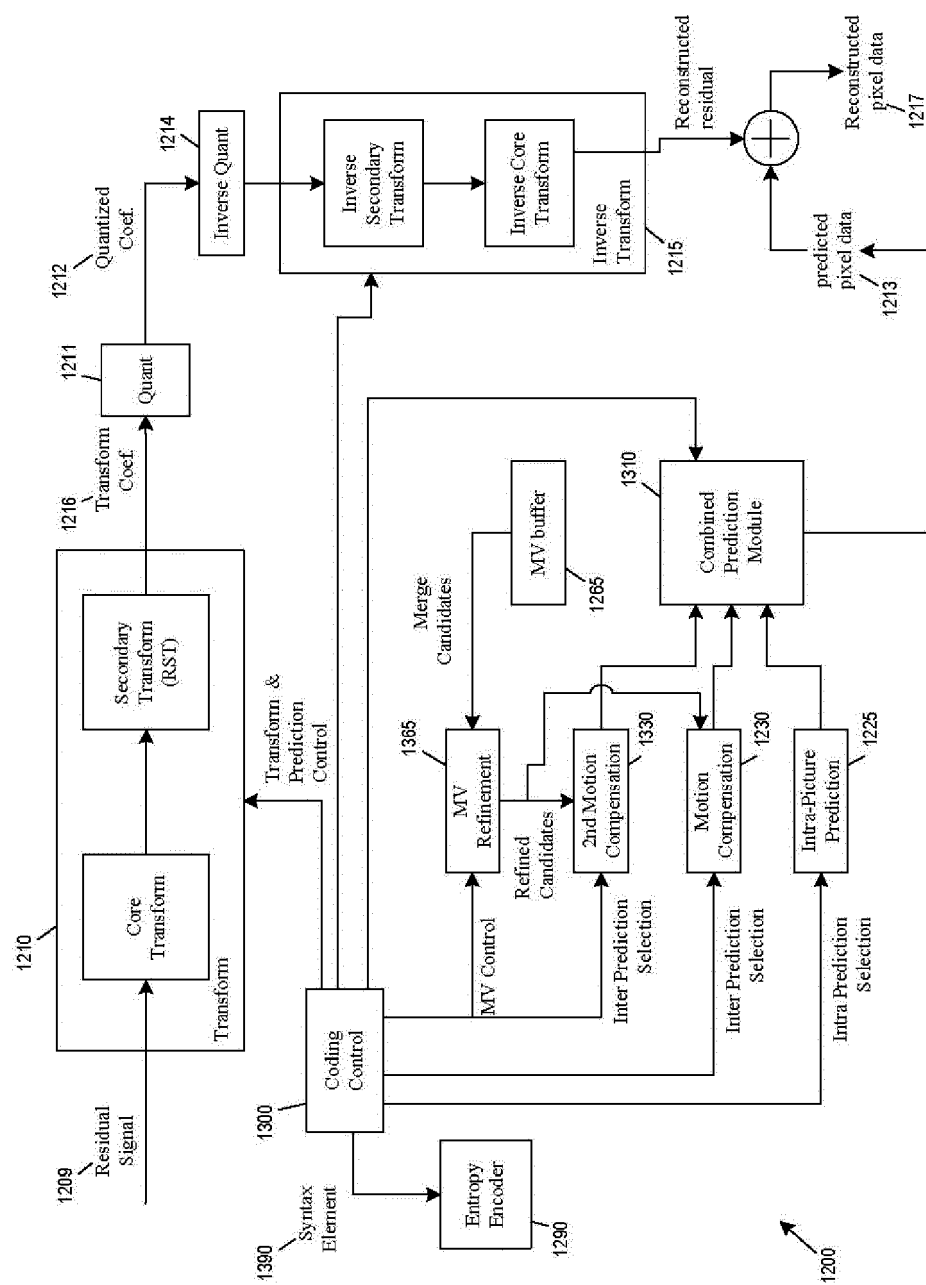 1209
Residual
Signal
1210
Core
Transform
Secondary
Transform
(RST)
Transform
1216
Transform
Coef.
1211
Quant
1212
Quantized
Coef.
1214
Inverse Quant
Inverse
Secondary
Transform
Inverse Core
Transform
Inverse
Transform
1215
Reconstructed
residual
Reconstructed
pixel data
1217
predicted
pixel data
1213
Transform &
Prediction
Control
1300
Coding
Control
1390
Syntax
Element
Entropy
Encoder
1290
MV Control
1365
MV
Refinement
Merge
Candidates
MV buffer
1265
Refined
Candidates
Inter Prediction
Selection
2nd Motion
Compensation
1330
Inter Prediction
Selection
Motion
Compensation
1230
Intra Prediction
Selection
Intra-Picture
Prediction
1225
1310
Combined
Prediction
Module
1200